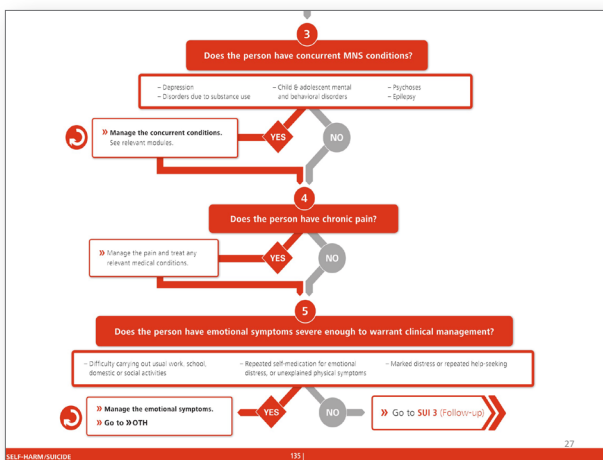 3
Does the person have concurrent MNS conditions?
– Depression
– Disorders due to substance use
– Child & adolescent mental
and behavioral disorders
– Psychoses
– Epilepsy
» Manage the concurrent conditions.
See relevant modules.
YES
NO
4
Does the person have chronic pain?
» Manage the pain and treat any
relevant medical conditions.
YES
NO
5
Does the person have emotional symptoms severe enough to warrant clinical management?
– Difficulty carrying out usual work, school,
domestic or social activities
– Repeated self-medication for emotional
distress, or unexplained physical symptoms
– Marked distress or repeated help-seeking
» Manage the emotional symptoms.
» Go to »OTH
YES
NO
» Go to SUI 3 (Follow-up)
27
SELF-HARM/SUICIDE
135 |